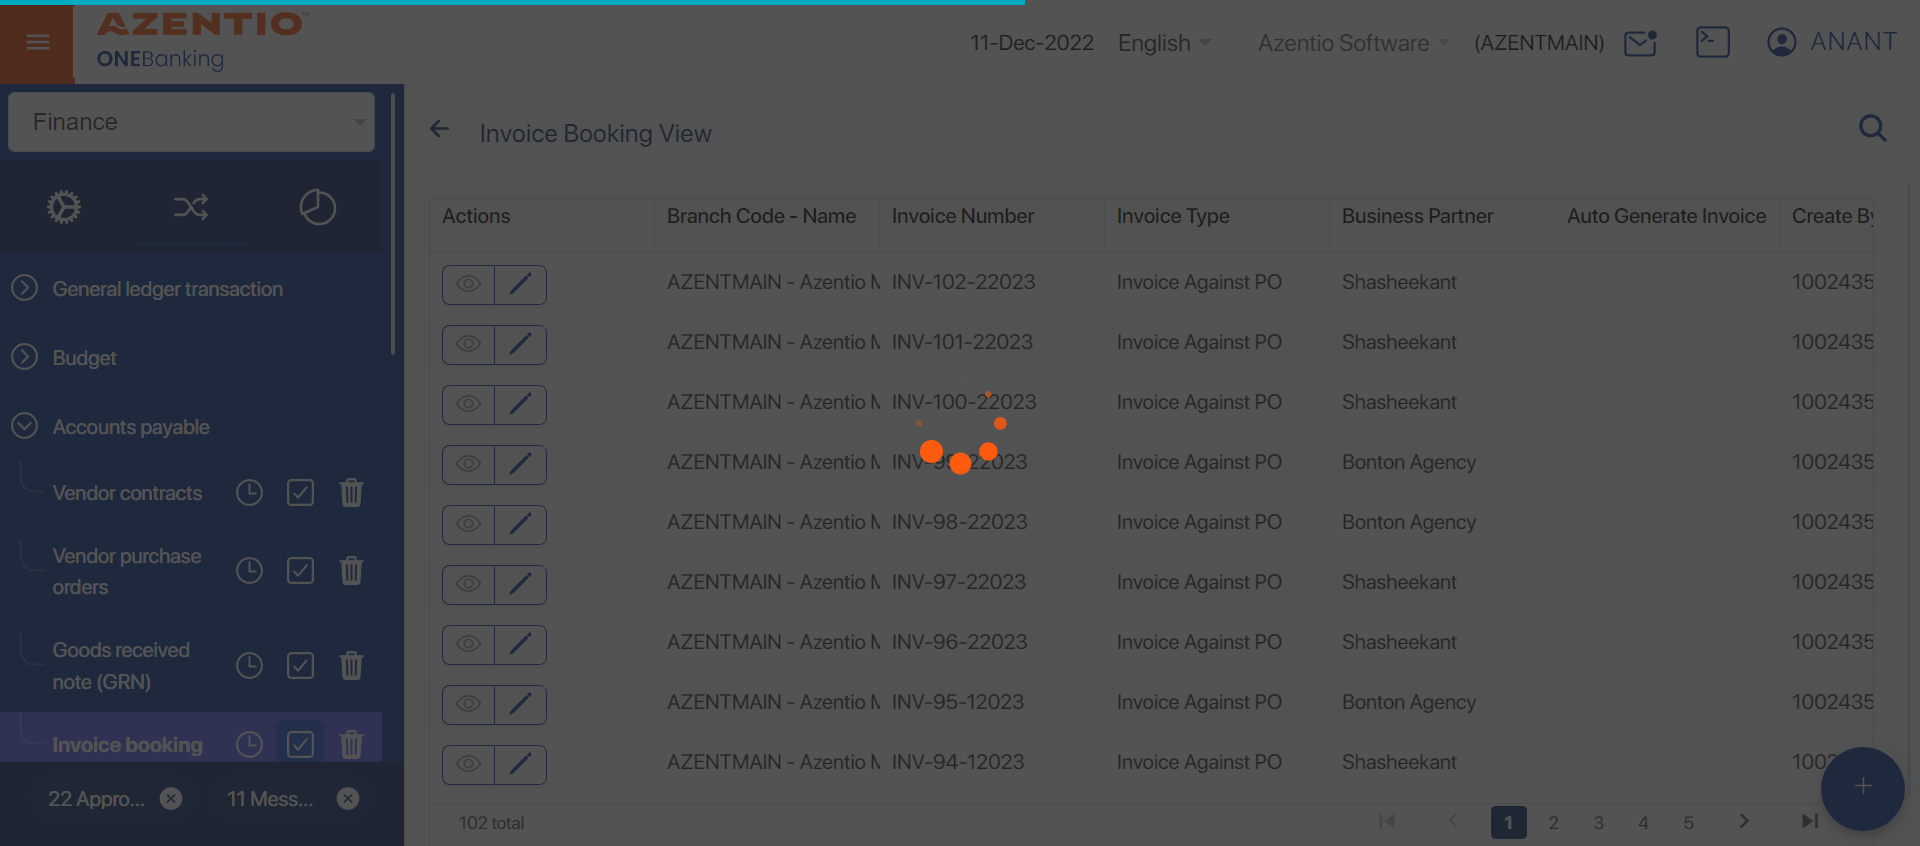 AZENTIO
ONEBanking
11-Dec-2022 English Azentio Software (AZENTMAIN) ANANT
Finance
General ledger transaction
Budget
Accounts payable
Vendor contracts
Vendor purchase
orders
Goods received
note (GRN)
Invoice booking
22 Appro...
11 Mess...
Invoice Booking View
Actions Branch Code - Name Invoice Number Invoice Type Business Partner Auto Generate Invoice Create By
AZENTMAIN - Azentio M INV-102-22023 Invoice Against PO Shasheekant 1002435
AZENTMAIN - Azentio M INV-101-22023 Invoice Against PO Shasheekant 1002435
AZENTMAIN - Azentio M INV-100-22023 Invoice Against PO Shasheekant 1002435
AZENTMAIN - Azentio M INV-99-22023 Invoice Against PO Bonton Agency 1002435
AZENTMAIN - Azentio M INV-98-22023 Invoice Against PO Bonton Agency 1002435
AZENTMAIN - Azentio M INV-97-22023 Invoice Against PO Shasheekant 1002435
AZENTMAIN - Azentio M INV-96-22023 Invoice Against PO Shasheekant 1002435
AZENTMAIN - Azentio M INV-95-12023 Invoice Against PO Bonton Agency 1002435
AZENTMAIN - Azentio M INV-94-12023 Invoice Against PO Shasheekant
102 total 1 2 3 4 5